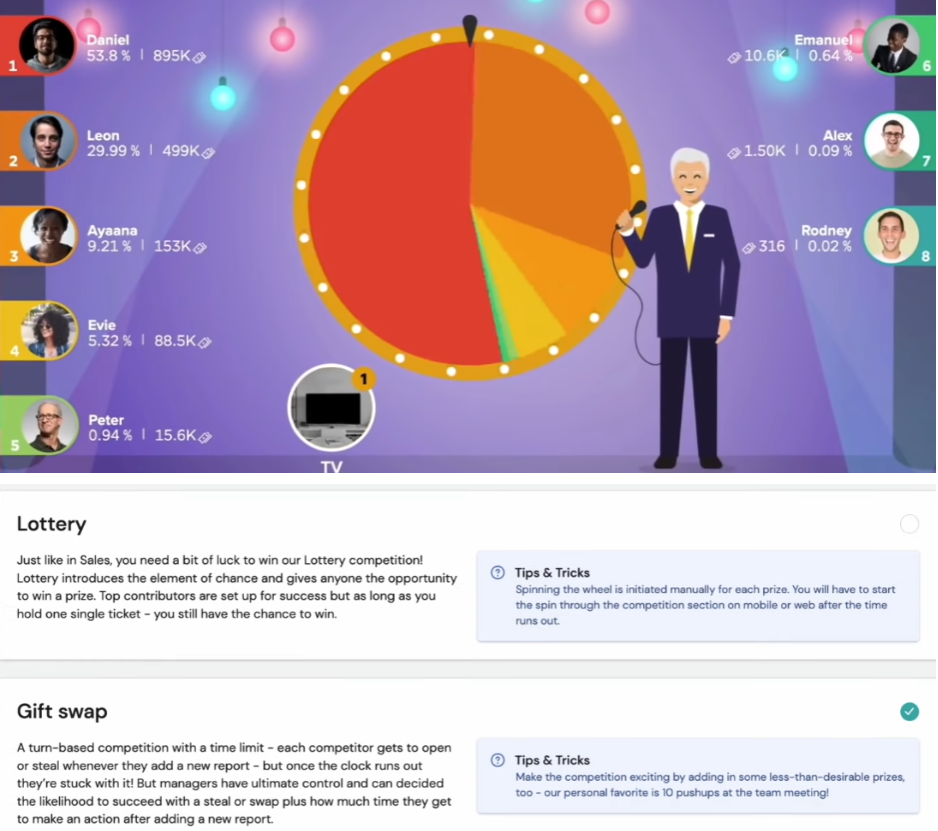 Daniel
1 53.8 % | 895K
Leon
2 29.99 % | 499K
Ayaana
3 9.21 % | 153K
Evie
4 5.32 % | 88.5K
Peter
5 0.94 % | 15.6K
Emanuel
10.6K | 0.64 % 6
Alex
1.50K | 0.09 % 7
Rodney
316 | 0.02 % 8
1
TV
Lottery
Just like in Sales, you need a bit of luck to win our Lottery competition!
Lottery introduces the element of chance and gives anyone the opportunity
to win a prize. Top contributors are set up for success but as long as you
hold one single ticket - you still have the chance to win.
Tips & Tricks
Spinning the wheel is initiated manually for each prize. You will have to start
the spin through the competition section on mobile or web after the time
runs out.
Gift swap
A turn-based competition with a time limit - each competitor gets to open
or steal whenever they add a new report - but once the clock runs out
they're stuck with it! But managers have ultimate control and can decided
the likelihood to succeed with a steal or swap plus how much time they get
to make an action after adding a new report.
Tips & Tricks
Make the competition exciting by adding in some less-than-desirable prizes,
too - our personal favorite is 10 pushups at the team meeting!